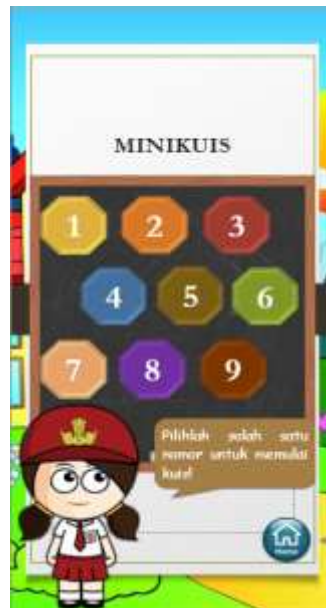 MINIKUIS
1 2 3
4 5 6
7 8 9
Pilihlah salah satu
nomor untuk memulai
kuis!
Home